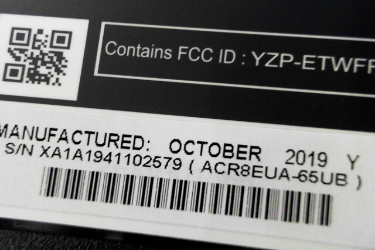 Contains FCC ID : YZP-ETWFF
MANUFACTURED: OCTOBER 2019 Y
S/N XA1A1941102579 ( ACR8EUA-65UB )